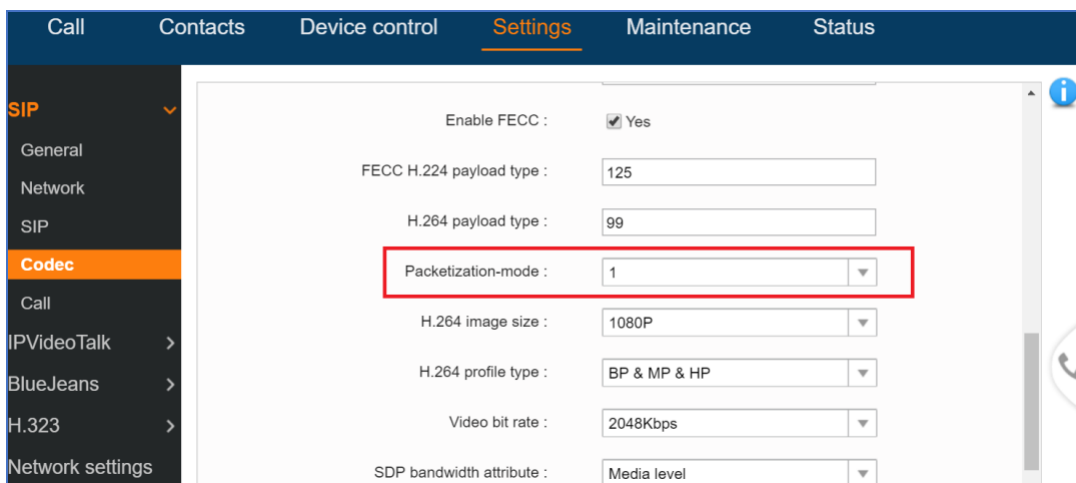 Call Contacts Device control Settings Maintenance Status
SIP
General
Network
SIP
Codec
Call
IPVideoTalk
BlueJeans
H.323
Network settings
Enable FECC : Yes
FECC H.224 payload type : 125
H.264 payload type : 99
Packetization-mode : 1
H.264 image size : 1080P
H.264 profile type : BP & MP & HP
Video bit rate : 2048Kbps
SDP bandwidth attribute : Media level